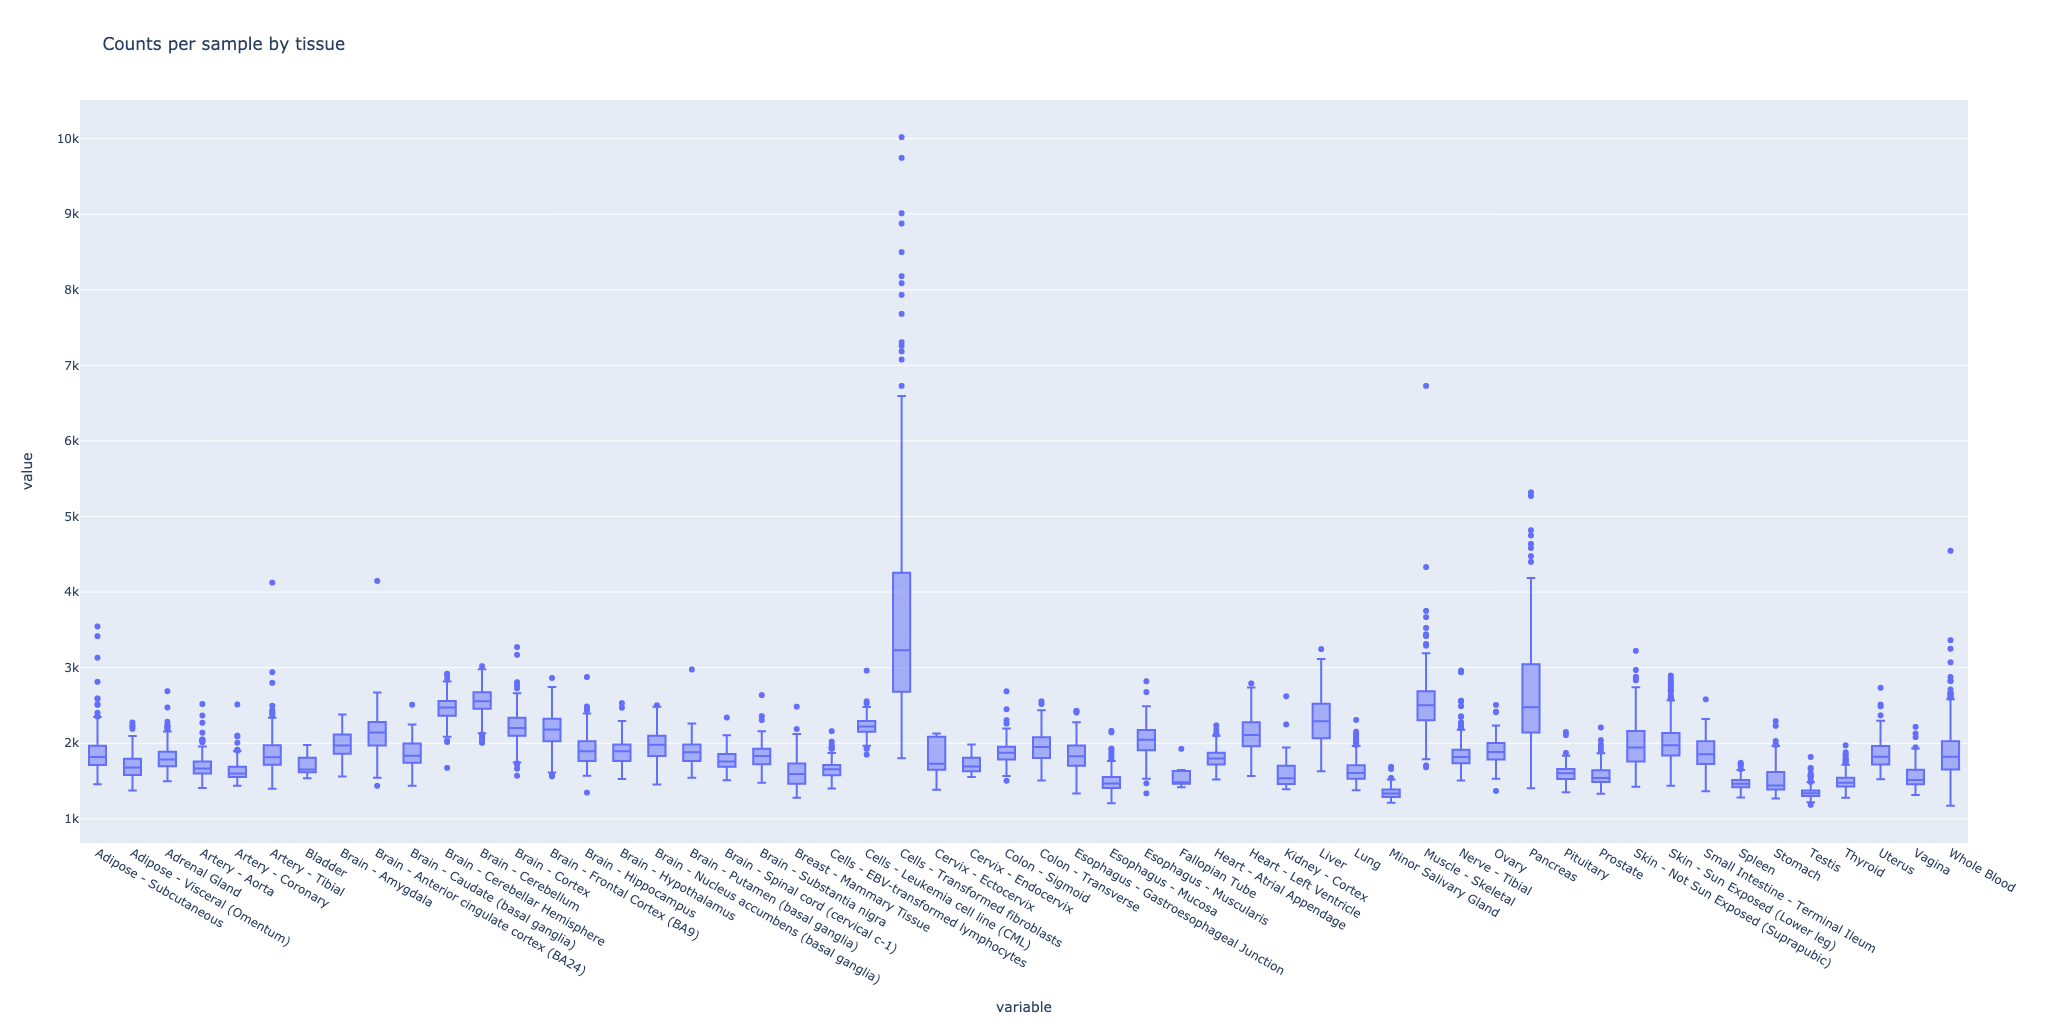 Counts per sample by tissue
10k
9k
8k
7k
6k
5k
4k
3k
2k
1k
value
Adipose - Subcutaneous
Adipose - Visceral (Omentum)
Adrenal Gland
Artery - Aorta
Artery - Coronary
Artery - Tibial
Bladder
Brain - Amygdala
Brain - Anterior cingulate cortex (BA24)
Brain - Caudate (basal ganglia)
Brain - Cerebellar Hemisphere
Brain - Cerebellum
Brain - Cortex
Brain - Frontal Cortex (BA9)
Brain - Hippocampus
Brain - Hypothalamus
Brain - Nucleus accumbens (basal ganglia)
Brain - Putamen (basal ganglia)
Brain - Spinal cord (cervical c-1)
Brain - Substantia nigra
Breast - Mammary Tissue
Cells - EBV-transformed lymphocytes
Cells - Leukemia cell line (CML)
Cells - Transformed fibroblasts
Cervix - Ectocervix
Cervix - Endocervix
Colon - Sigmoid
Colon - Transverse
Esophagus - Gastroesophageal Junction
Esophagus - Mucosa
Esophagus - Muscularis
Fallopian Tube
Heart - Atrial Appendage
Heart - Left Ventricle
Kidney - Cortex
Liver
Lung
Minor Salivary Gland
Muscle - Skeletal
Nerve - Tibial
Ovary
Pancreas
Pituitary
Prostate
Skin - Not Sun Exposed (Suprapubic)
Skin - Sun Exposed (Lower leg)
Small Intestine - Terminal Ileum
Spleen
Stomach
Testis
Thyroid
Uterus
Vagina
Whole Blood
variable